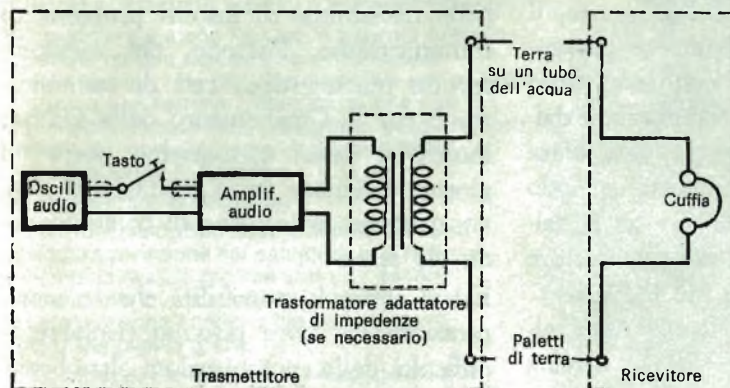 Terra
su un tubo
dell'acqua
Tasto
Oscill
audio
Amplif.
audio
Cuffia
Trasformatore adattatore
di impedenze
(se necessario)
Paletti
di terra
Trasmettitore
Ricevitore